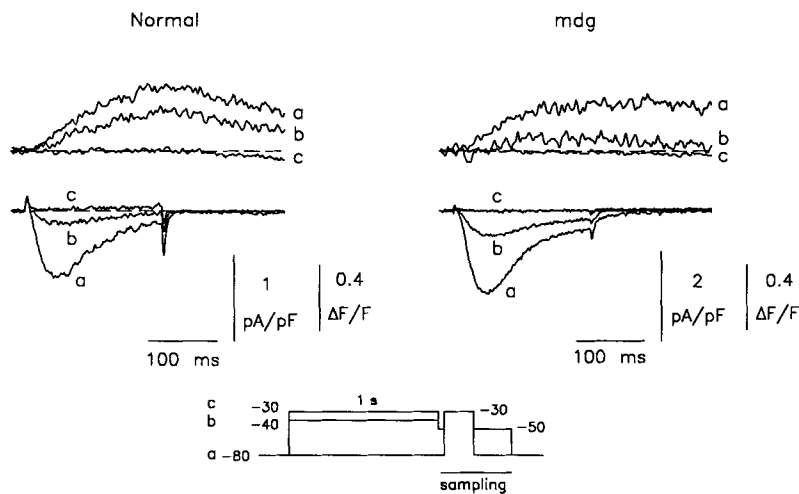 Normal mdg
a
b
c
a
b
c
c
b
a
c
b
a
1 0.4
pA/pF ΔF/F
100 ms
2 0.4
pA/pF ΔF/F
100 ms
c -30 1 s -30
b -40 -50
a -80
sampling